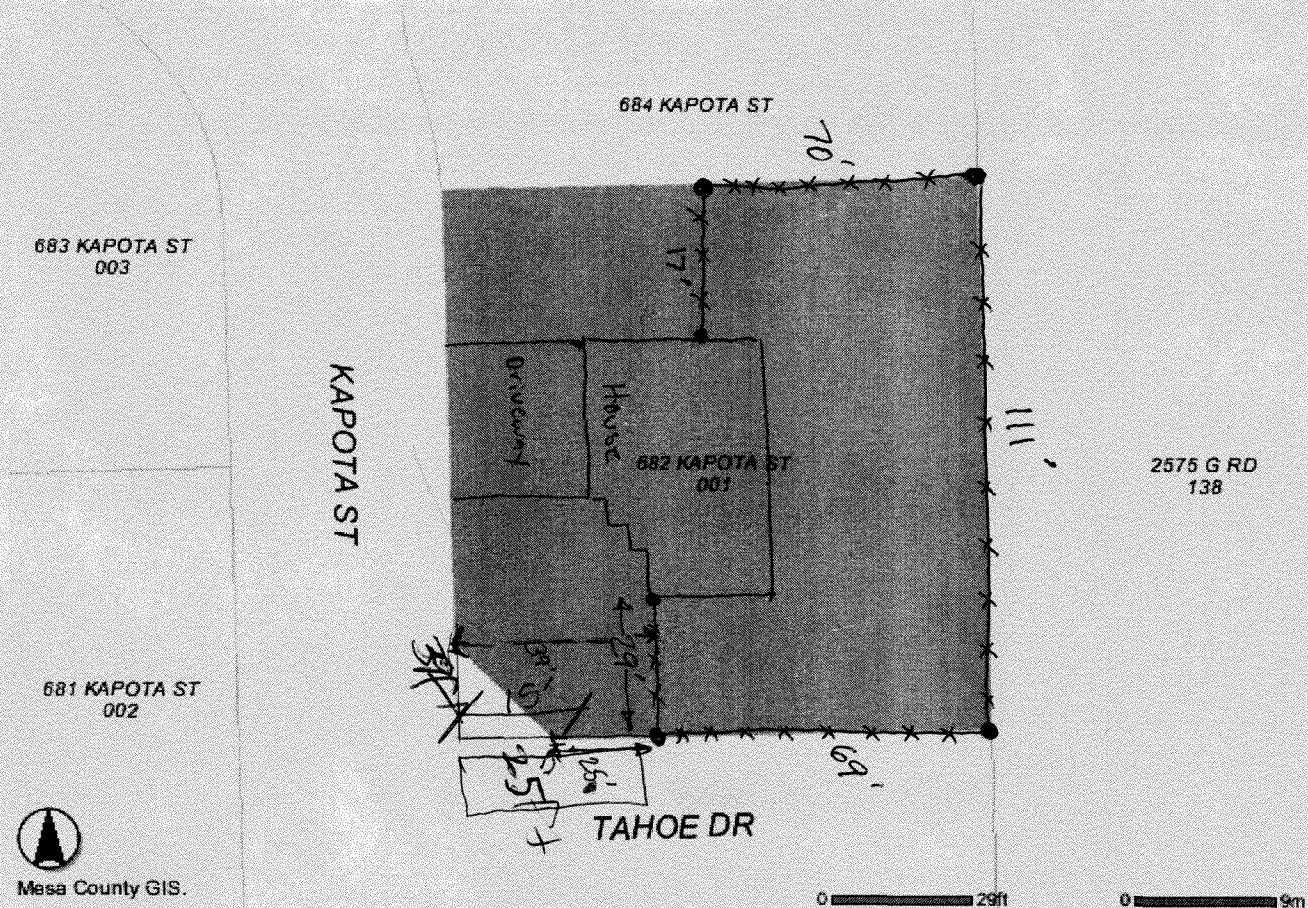 684 KAPOTA ST
70'
683 KAPOTA ST
003
17'
KAPOTA ST
Driveway
House
682 KAPOTA ST
001
111'
2575 G RD
138
681 KAPOTA ST
002
39'
29'
69'
25'
TAHOE DR
Mesa County GIS.
0 29ft
0 9m